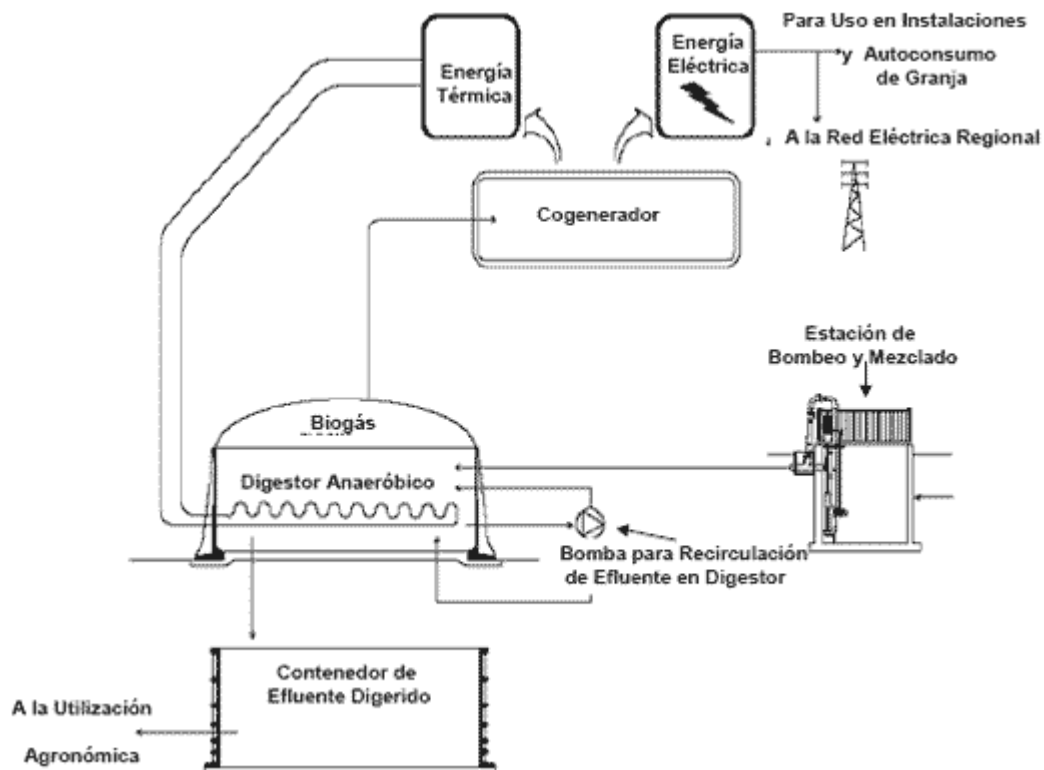 Para Uso en Instalaciones
y Autoconsumo
de Granja
Energía
Térmica
Energía
Eléctrica
A la Red Eléctrica Regional
Cogenerador
Estación de
Bombeo y Mezclado
Biogás
Digestor Anaeróbico
Bomba para Recirculación
de Efluente en Digestor
Contenedor de
Efluente Digerido
A la Utilización
Agronómica